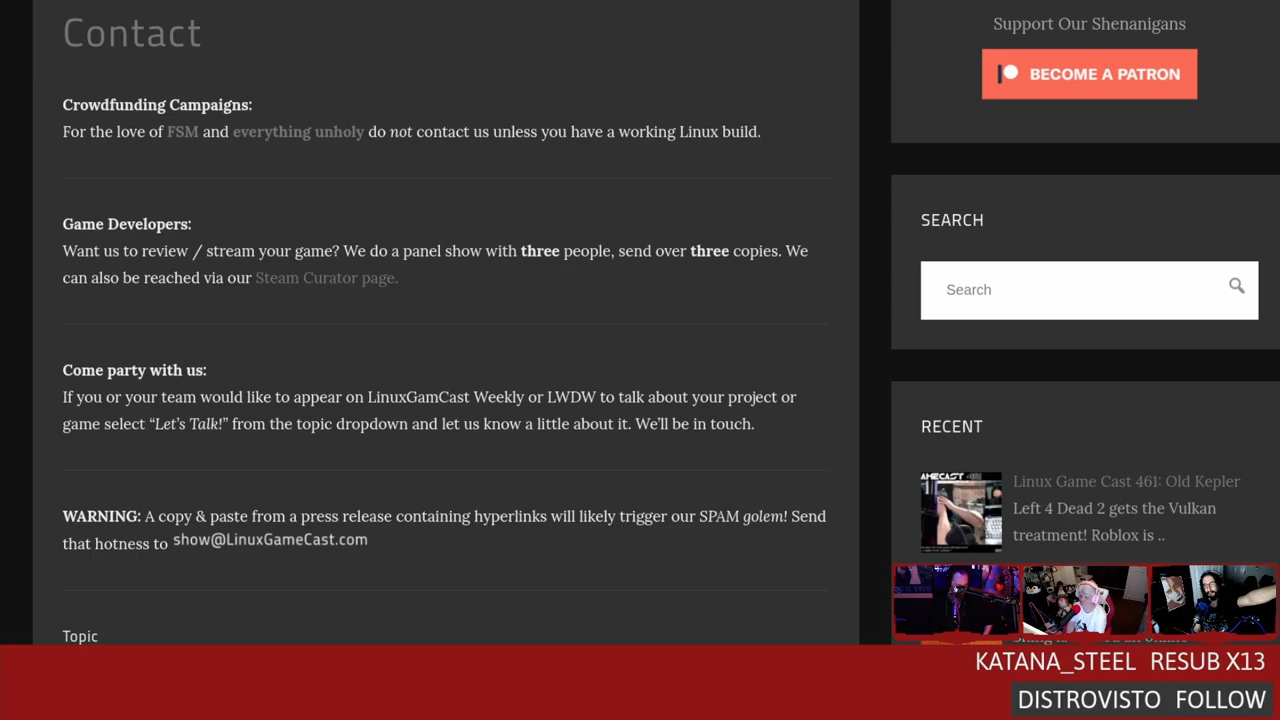 Contact
Crowdfunding Campaigns:
For the love of FSM and everything unholy do not contact us unless you have a working Linux build.
Game Developers:
Want us to review / stream your game? We do a panel show with three people, send over three copies. We
can also be reached via our Steam Curator page.
Come party with us:
If you or your team would like to appear on LinuxGamCast Weekly or LWDW to talk about your project or
game select “Let’s Talk!” from the topic dropdown and let us know a little about it. We’ll be in touch.
WARNING: A copy & paste from a press release containing hyperlinks will likely trigger our SPAM golem! Send
that hotness to show@LinuxGameCast.com
Topic
Support Our Shenanigans
BECOME A PATRON
SEARCH
Search
RECENT
Linux Game Cast 461: Old Kepler
Left 4 Dead 2 gets the Vulkan
treatment! Roblox is ..
KATANA_STEEL RESUB X13
DISTROVISTO FOLLOW